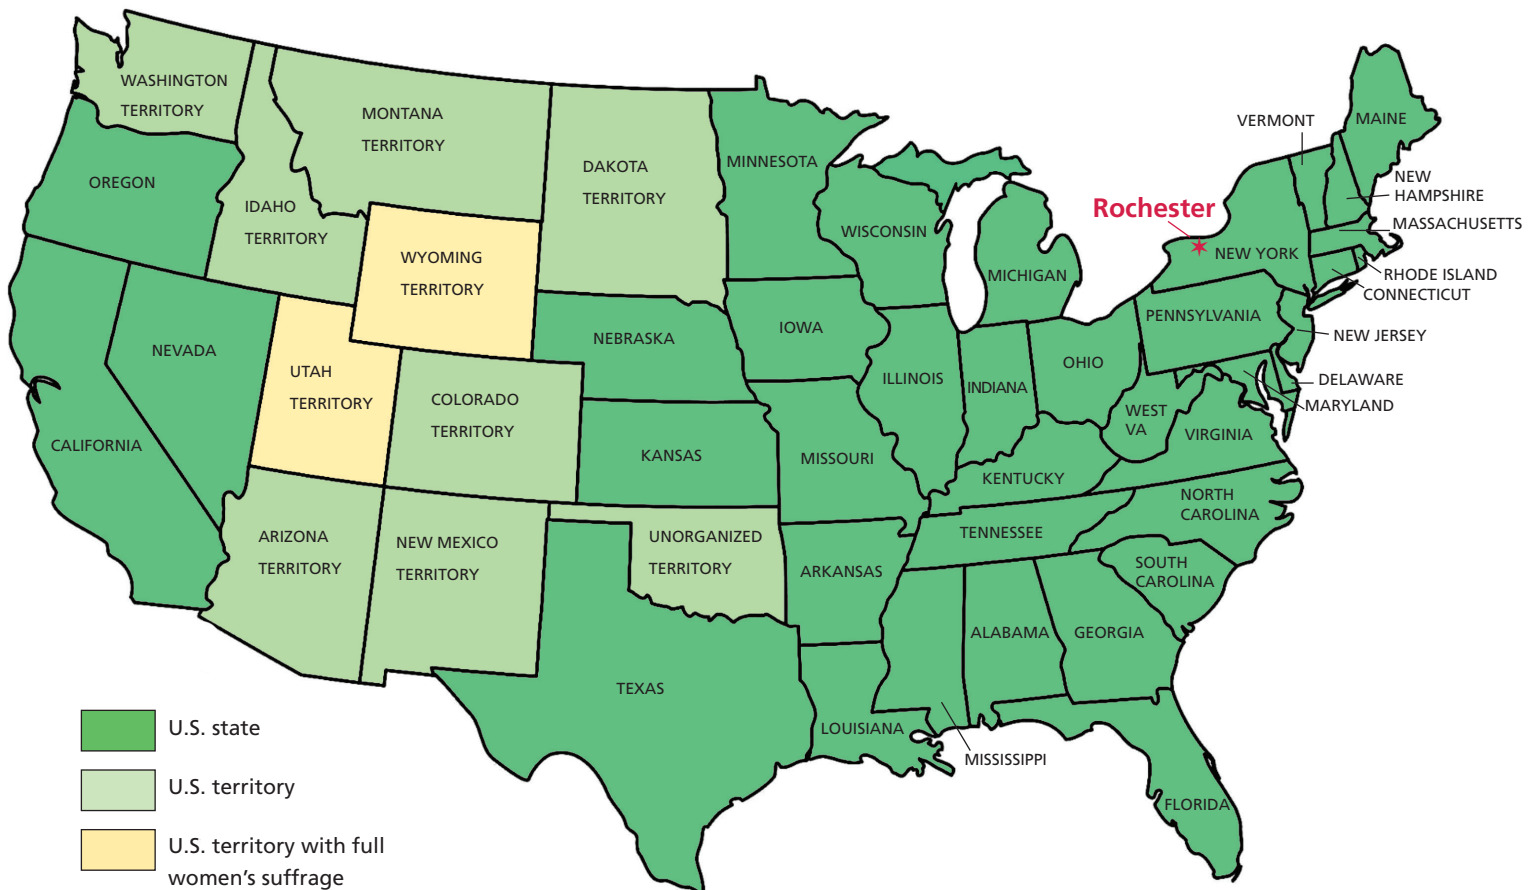 WASHINGTON
TERRITORY
MONTANA
TERRITORY
DAKOTA
TERRITORY
MINNESOTA
VERMONT
MAINE
OREGON
IDAHO
TERRITORY
WYOMING
TERRITORY
WISCONSIN
MICHIGAN
Rochester
NEW YORK
NEW
HAMPSHIRE
MASSACHUSETTS
RHODE ISLAND
CONNECTICUT
NEVADA
UTAH
TERRITORY
NEBRASKA
IOWA
PENNSYLVANIA
NEW JERSEY
CALIFORNIA
COLORADO
TERRITORY
KANSAS
MISSOURI
ILLINOIS
INDIANA
OHIO
WEST
VA
DELAWARE
MARYLAND
VIRGINIA
KENTUCKY
ARIZONA
TERRITORY
NEW MEXICO
TERRITORY
UNORGANIZED
TERRITORY
ARKANSAS
TENNESSEE
NORTH
CAROLINA
SOUTH
CAROLINA
TEXAS
LOUISIANA
MISSISSIPPI
ALABAMA
GEORGIA
FLORIDA
U.S. state
U.S. territory
U.S. territory with full
women's suffrage